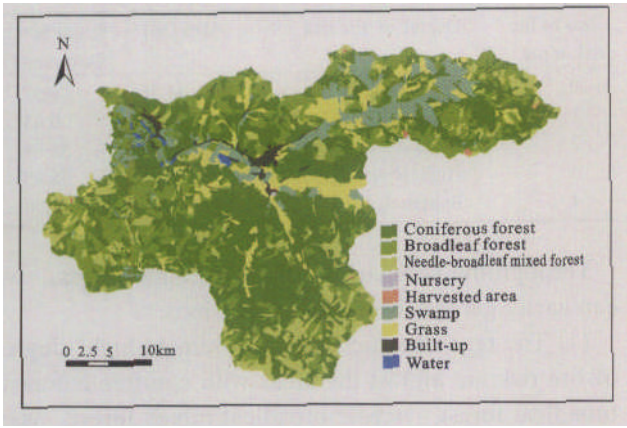 N
Coniferous forest
Broadleaf forest
Needle-broadleaf mixed forest
Nursery
Harvested area
Swamp
Grass
Built-up
Water
0 2.5 5 10km